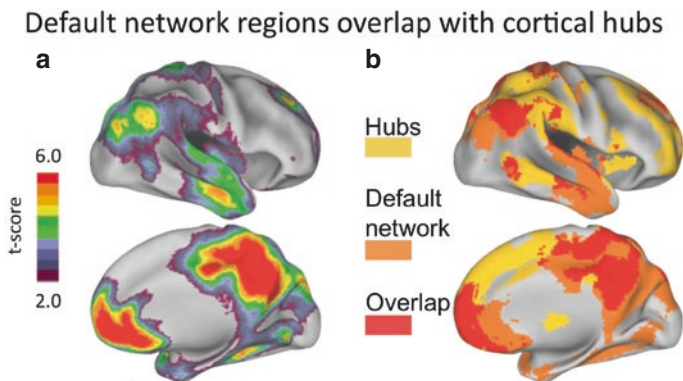 Default network regions overlap with cortical hubs
a
b
6.0
t-score
2.0
Hubs
Default
network
Overlap